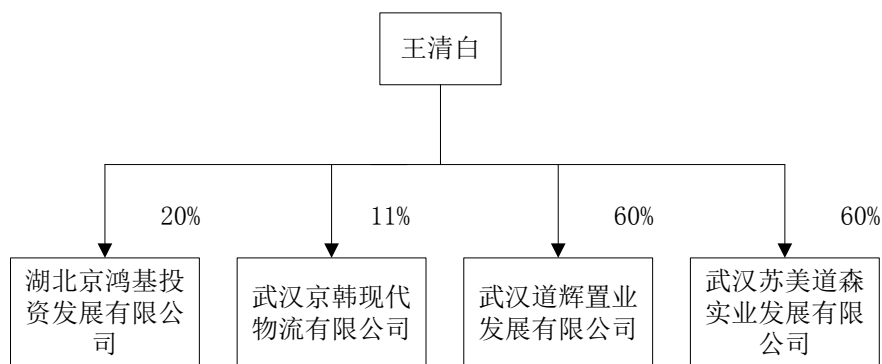 王清白
20%
11%
60%
60%
湖北京鸿基投
资发展有限公
司
武汉京韩现代
物流有限公司
武汉道辉置业
发展有限公司
武汉苏美道森
实业发展有限
公司